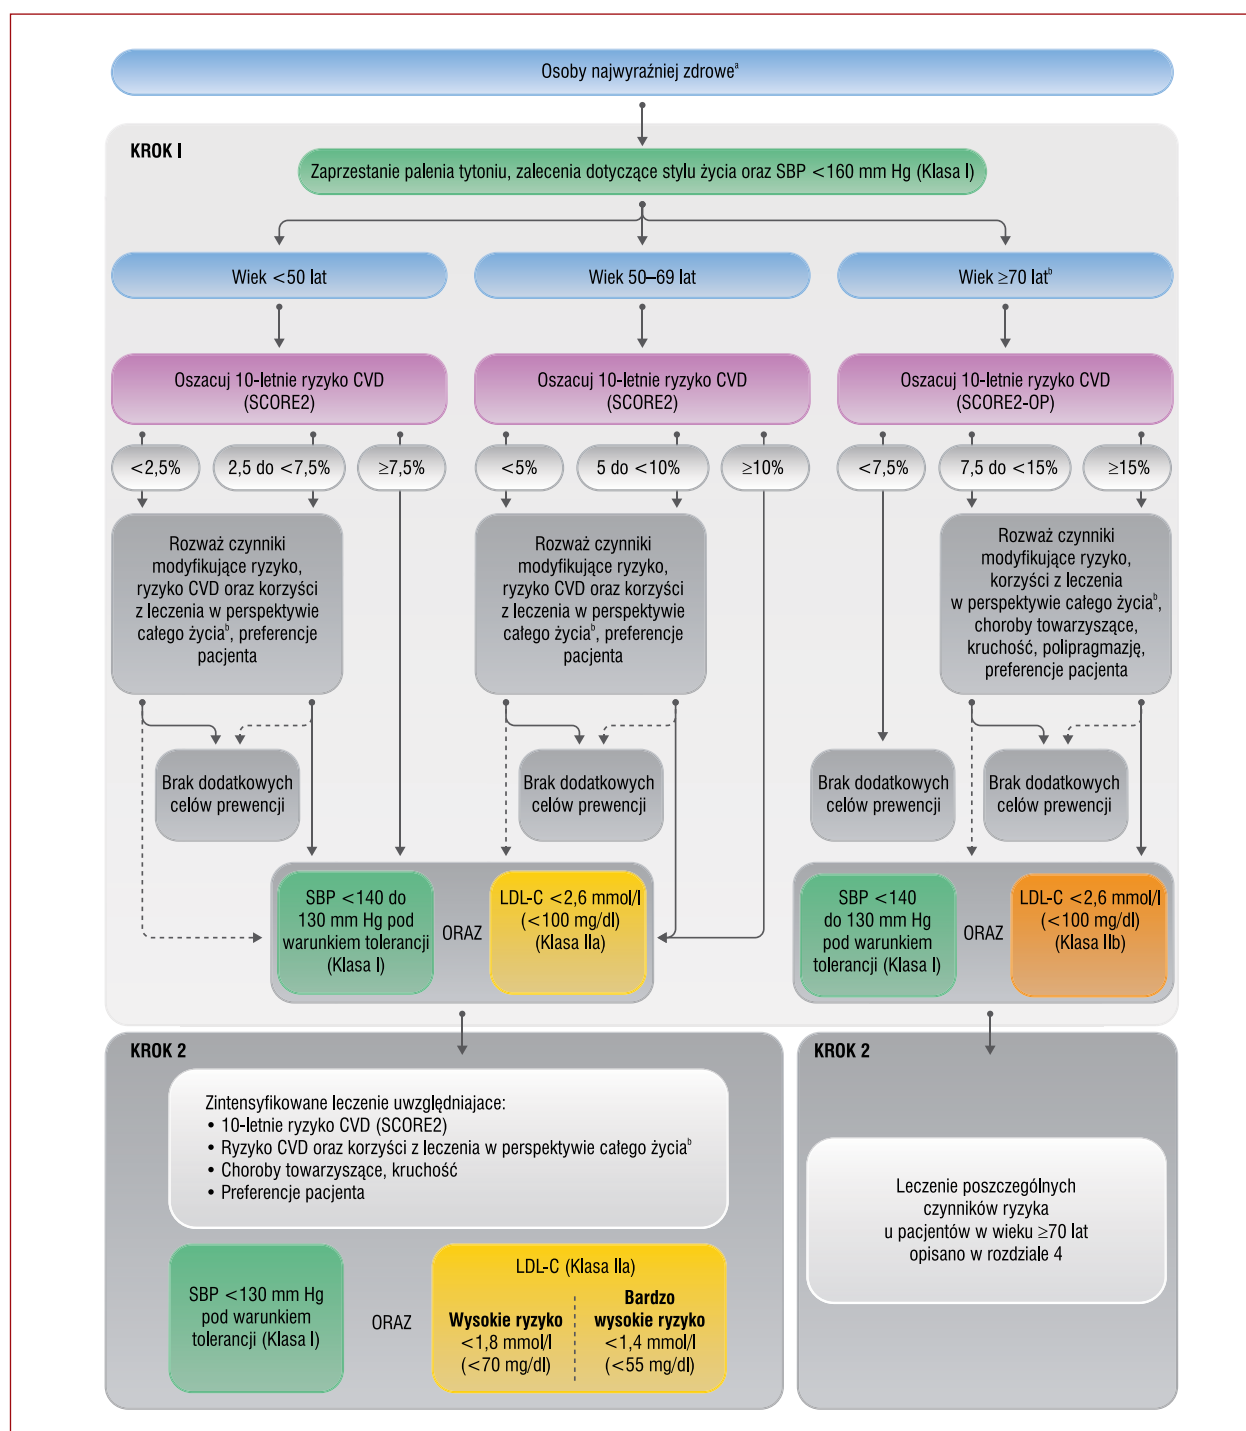 Osoby najwyraźniej zdroweᵃ
KROK I
Zaprzestanie palenia tytoniu, zalecenia dotyczące stylu życia oraz SBP <160 mm Hg (Klasa I)
Wiek <50 lat
Wiek 50–69 lat
Wiek ≥70 latᵇ
Oszacuj 10-letnie ryzyko CVD
(SCORE2)
Oszacuj 10-letnie ryzyko CVD
(SCORE2)
Oszacuj 10-letnie ryzyko CVD
(SCORE2-OP)
<2,5%
2,5 do <7,5%
≥7,5%
<5%
5 do <10%
≥10%
<7,5%
7,5 do <15%
≥15%
Rozważ czynniki
modyfikujące ryzyko,
ryzyko CVD oraz korzyści
z leczenia w perspektywie
całego życiaᵇ, preferencje
pacjenta
Rozważ czynniki
modyfikujące ryzyko,
ryzyko CVD oraz korzyści
z leczenia w perspektywie
całego życiaᵇ, preferencje
pacjenta
Rozważ czynniki
modyfikujące ryzyko,
korzyści z leczenia
w perspektywie całego życiaᵇ,
choroby towarzyszące,
kruchość, polipragmazję,
preferencje pacjenta
Brak dodatkowych
celów prewencji
Brak dodatkowych
celów prewencji
Brak dodatkowych
celów prewencji
Brak dodatkowych
celów prewencji
SBP <140 do
130 mm Hg pod
warunkiem tolerancji
(Klasa I)
ORAZ
LDL-C <2,6 mmol/l
(<100 mg/dl)
(Klasa IIa)
SBP <140
do 130 mm Hg
pod warunkiem
tolerancji (Klasa I)
ORAZ
LDL-C <2,6 mmol/l
(<100 mg/dl)
(Klasa IIb)
KROK 2
Zintensyfikowane leczenie uwzględniajace:
• 10-letnie ryzyko CVD (SCORE2)
• Ryzyko CVD oraz korzyści z leczenia w perspektywie całego życiaᵇ
• Choroby towarzyszące, kruchość
• Preferencje pacjenta
SBP <130 mm Hg
pod warunkiem
tolerancji (Klasa I)
ORAZ
LDL-C (Klasa IIa)
Wysokie ryzyko
<1,8 mmol/l
(<70 mg/dl)
Bardzo
wysokie ryzyko
<1,4 mmol/l
(<55 mg/dl)
KROK 2
Leczenie poszczególnych
czynników ryzyka
u pacjentów w wieku ≥70 lat
opisano w rozdziale 4